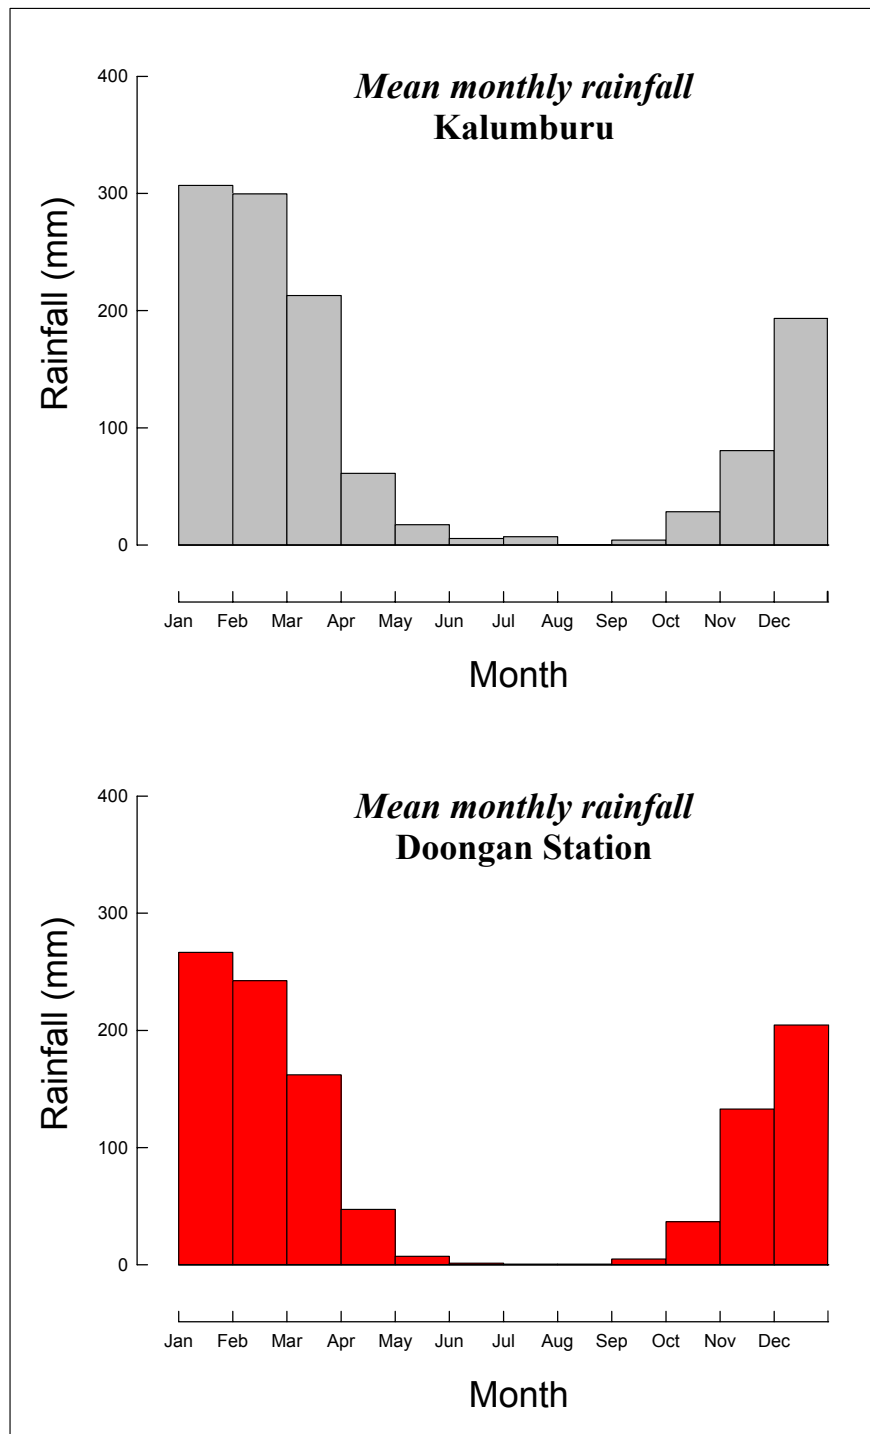 Mean monthly rainfall
Kalumburu
400
300
200
100
0
Rainfall (mm)
Jan Feb Mar Apr May Jun Jul Aug Sep Oct Nov Dec
Month
Mean monthly rainfall
Doongan Station
400
300
200
100
0
Rainfall (mm)
Jan Feb Mar Apr May Jun Jul Aug Sep Oct Nov Dec
Month